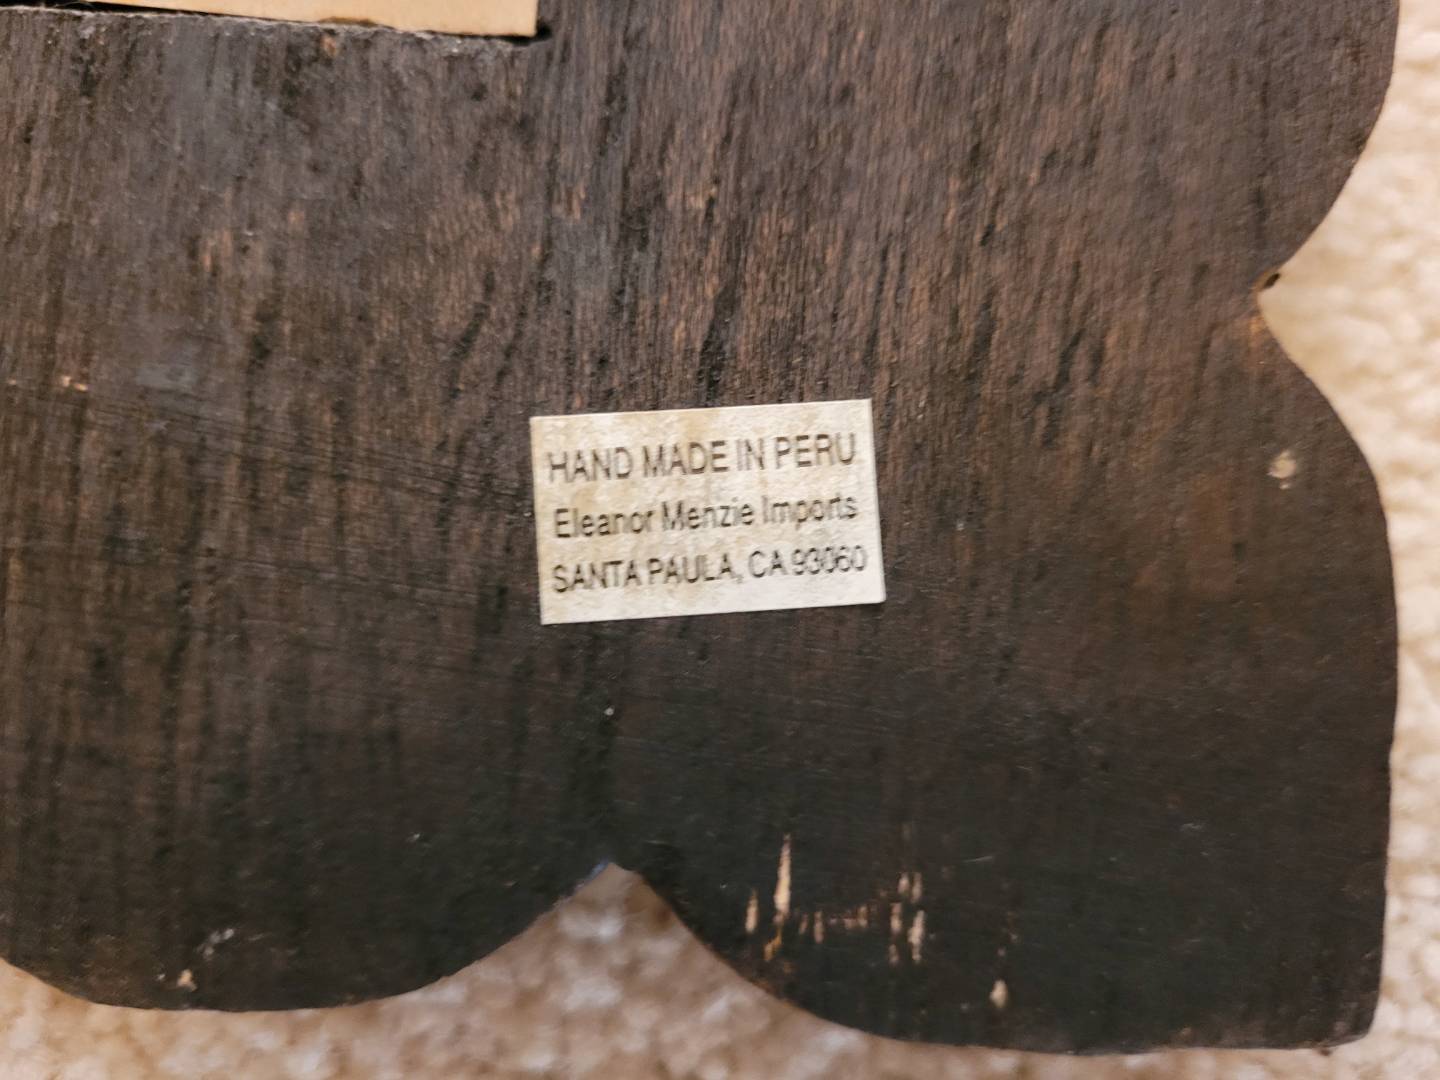 HAND MADE IN PERU
Eleanor Menzie Imports
SANTA PAULA, CA 93060